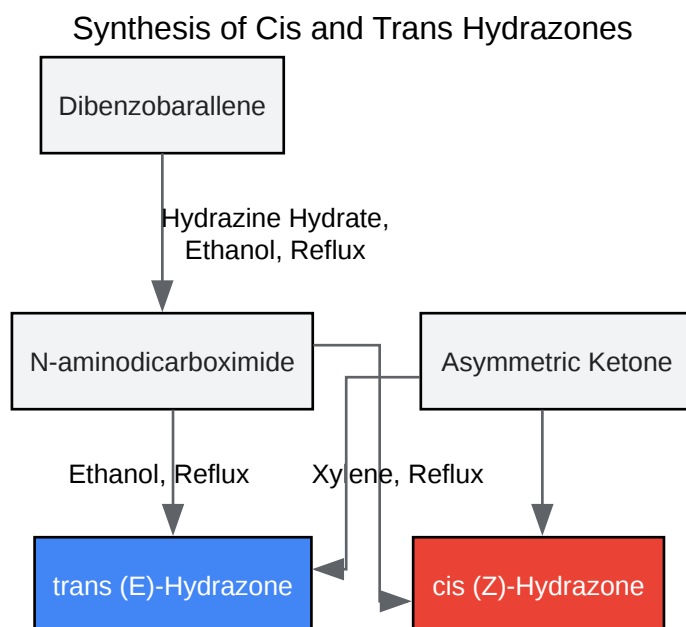 Synthesis of Cis and Trans Hydrazones
Dibenzobarallene
Hydrazine Hydrate,
Ethanol, Reflux
N-aminodicarboximide
Asymmetric Ketone
Ethanol, Reflux
Xylene, Reflux
trans (E)-Hydrazone
cis (Z)-Hydrazone